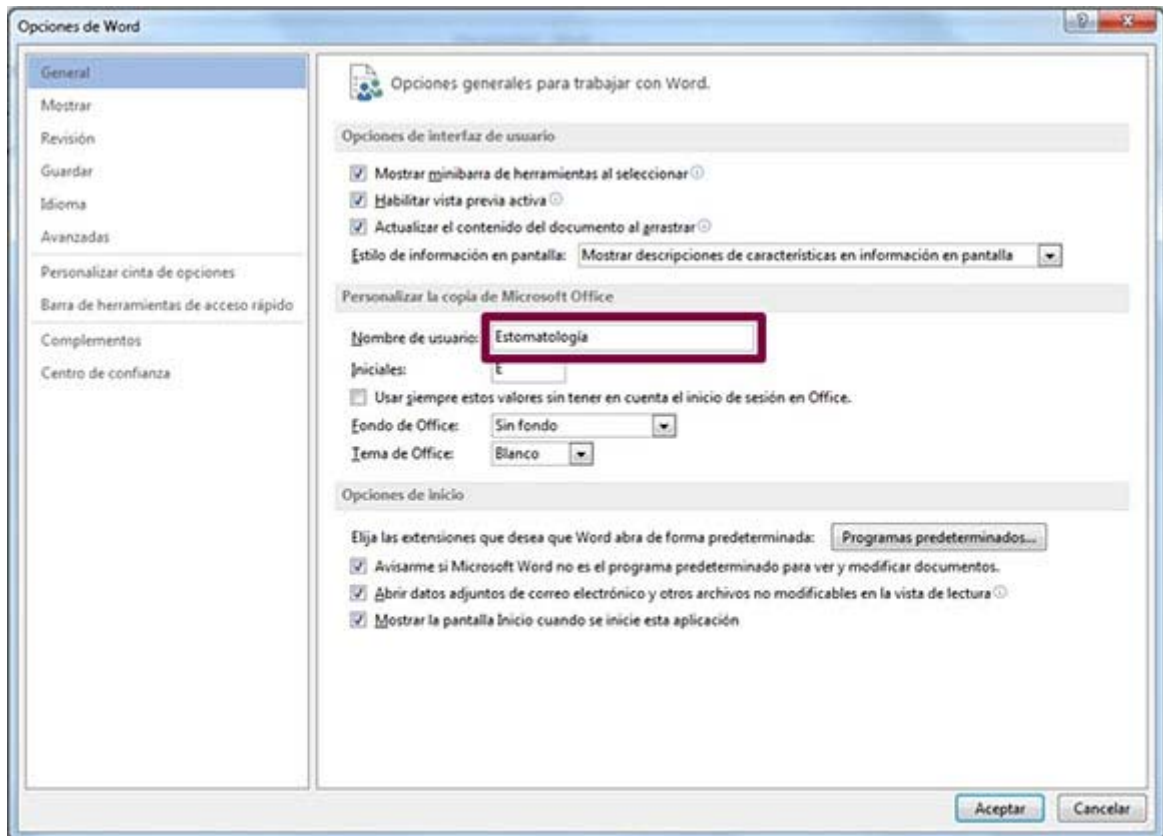 Opciones de Word
General
Mostrar
Revisión
Guardar
Idioma
Avanzadas
Personalizar cinta de opciones
Barra de herramientas de acceso rápido
Complementos
Centro de confianza
Opciones generales para trabajar con Word.
Opciones de interfaz de usuario
Mostrar minibarra de herramientas al seleccionar
Habilitar vista previa activa
Actualizar el contenido del documento al arrastrar
Estilo de información en pantalla: Mostrar descripciones de características en información en pantalla
Personalizar la copia de Microsoft Office
Nombre de usuario: Estomatología
Iniciales: E
Usar siempre estos valores sin tener en cuenta el inicio de sesión en Office.
Fondo de Office: Sin fondo
Tema de Office: Blanco
Opciones de inicio
Elija las extensiones que desea que Word abra de forma predeterminada: Programas predeterminados...
Avisarme si Microsoft Word no es el programa predeterminado para ver y modificar documentos.
Abrir datos adjuntos de correo electrónico y otros archivos no modificables en la vista de lectura
Mostrar la pantalla Inicio cuando se inicie esta aplicación
Aceptar Cancelar